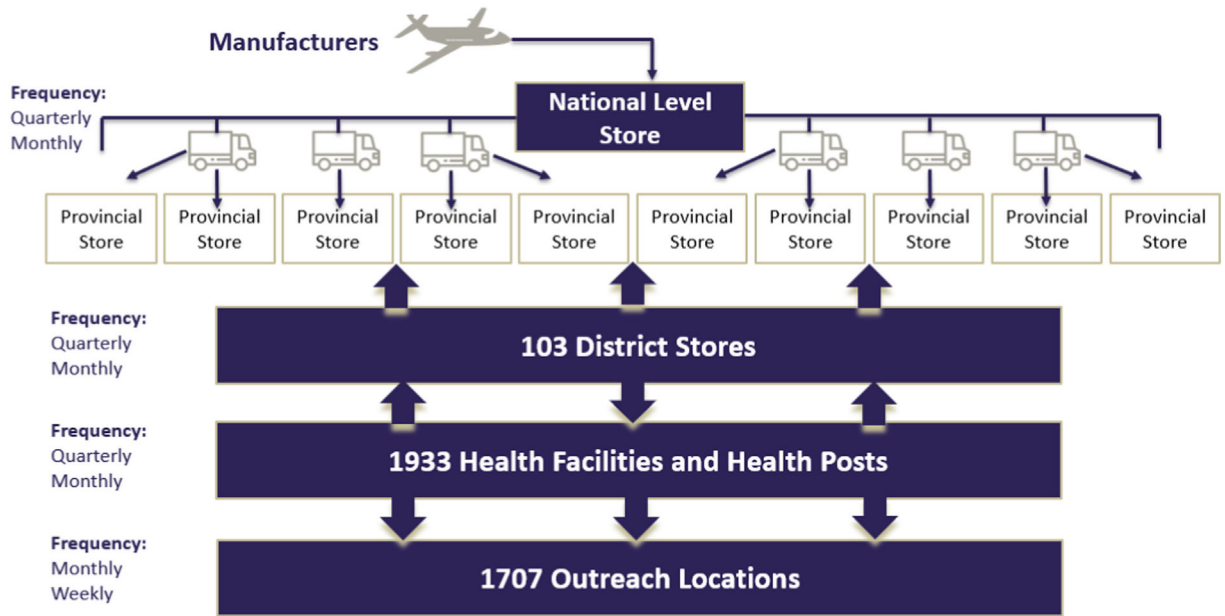 Manufacturers
Frequency:
Quarterly
Monthly
National Level
Store
Provincial
Store
Provincial
Store
Provincial
Store
Provincial
Store
Provincial
Store
Provincial
Store
Provincial
Store
Provincial
Store
Provincial
Store
Provincial
Store
Frequency:
Quarterly
Monthly
103 District Stores
Frequency:
Quarterly
Monthly
1933 Health Facilities and Health Posts
Frequency:
Monthly
Weekly
1707 Outreach Locations